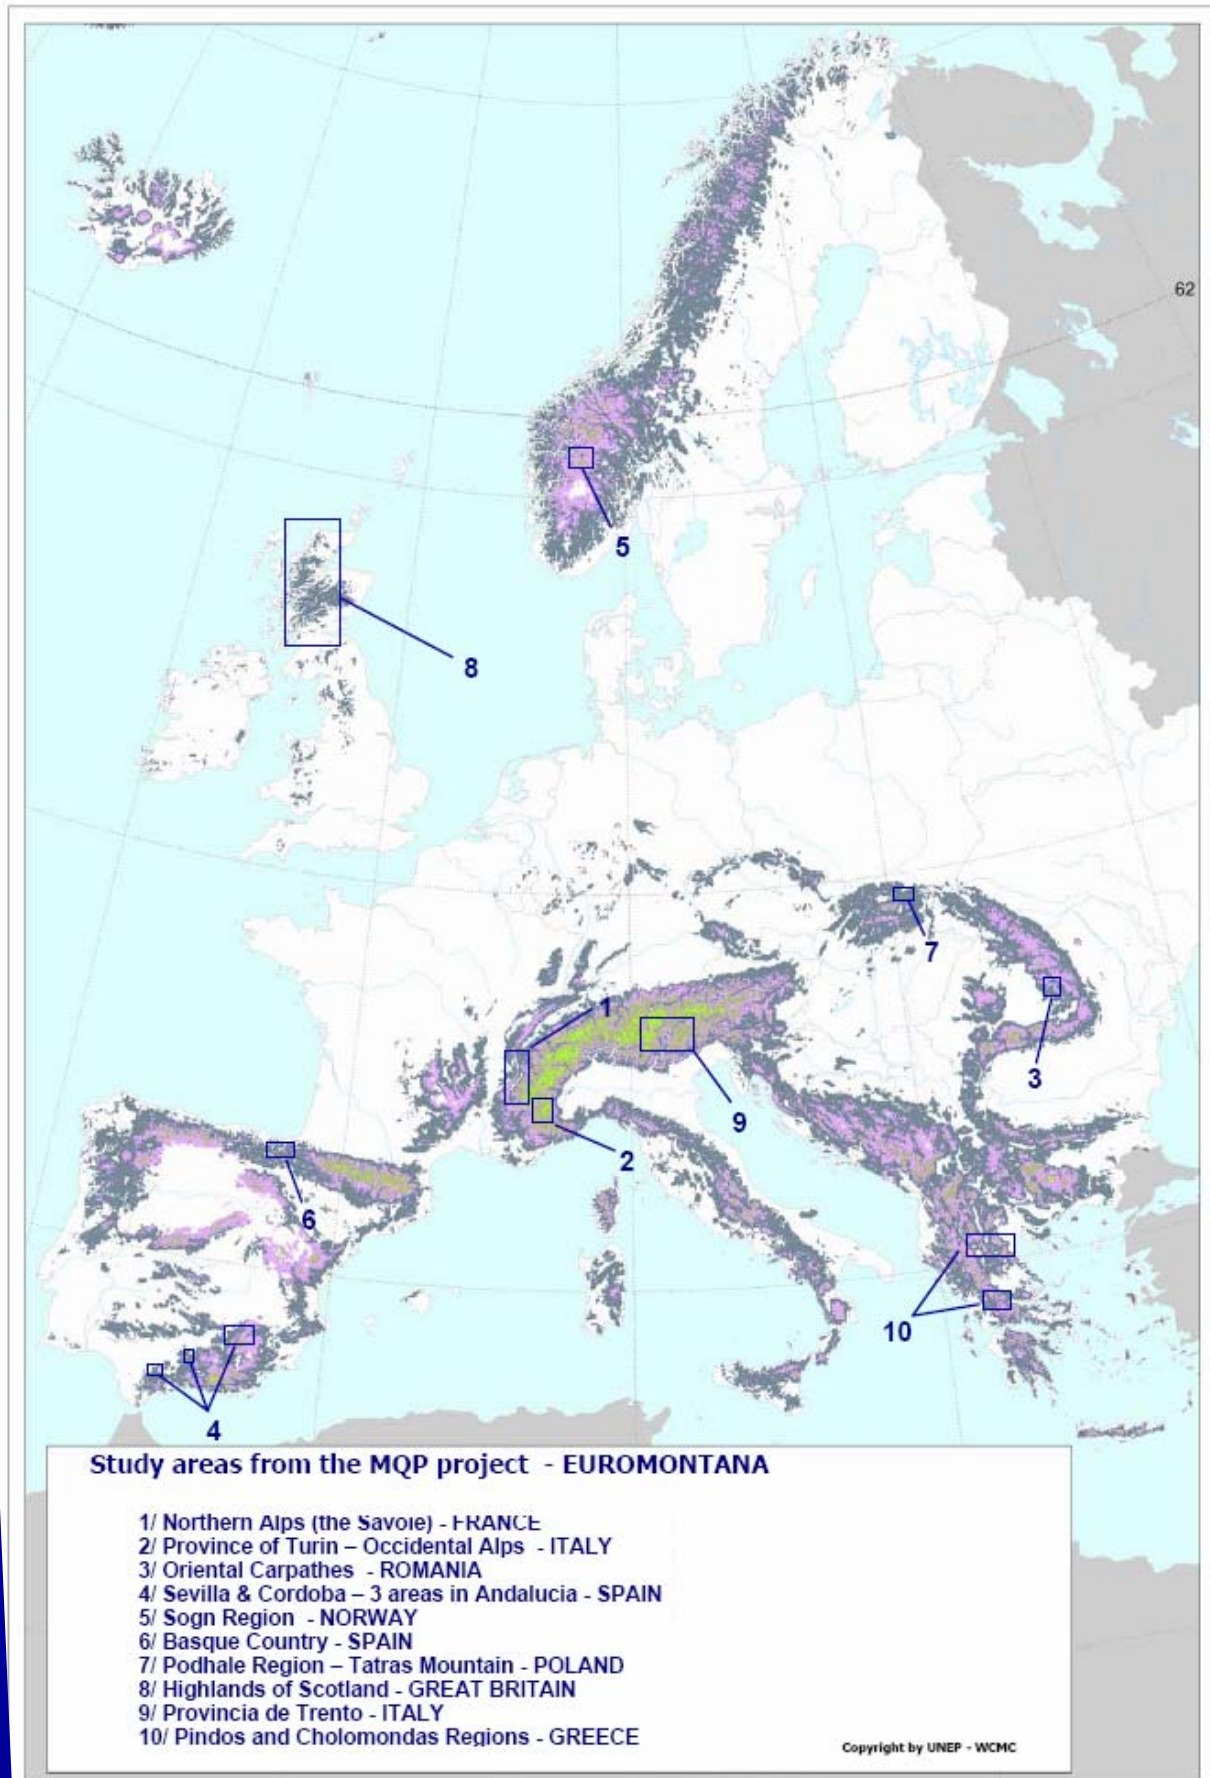 62
5
8
7
1
3
9
2
6
10
4
Study areas from the MQP project - EUROMONTANA
1/ Northern Alps (the Savoie) - FRANCE
2/ Province of Turin – Occidental Alps - ITALY
3/ Oriental Carpathes - ROMANIA
4/ Sevilla & Cordoba – 3 areas in Andalucia - SPAIN
5/ Sogn Region - NORWAY
6/ Basque Country - SPAIN
7/ Podhale Region – Tatras Mountain - POLAND
8/ Highlands of Scotland - GREAT BRITAIN
9/ Provincia de Trento - ITALY
10/ Pindos and Cholomondas Regions - GREECE
Copyright by UNEP - WCMC